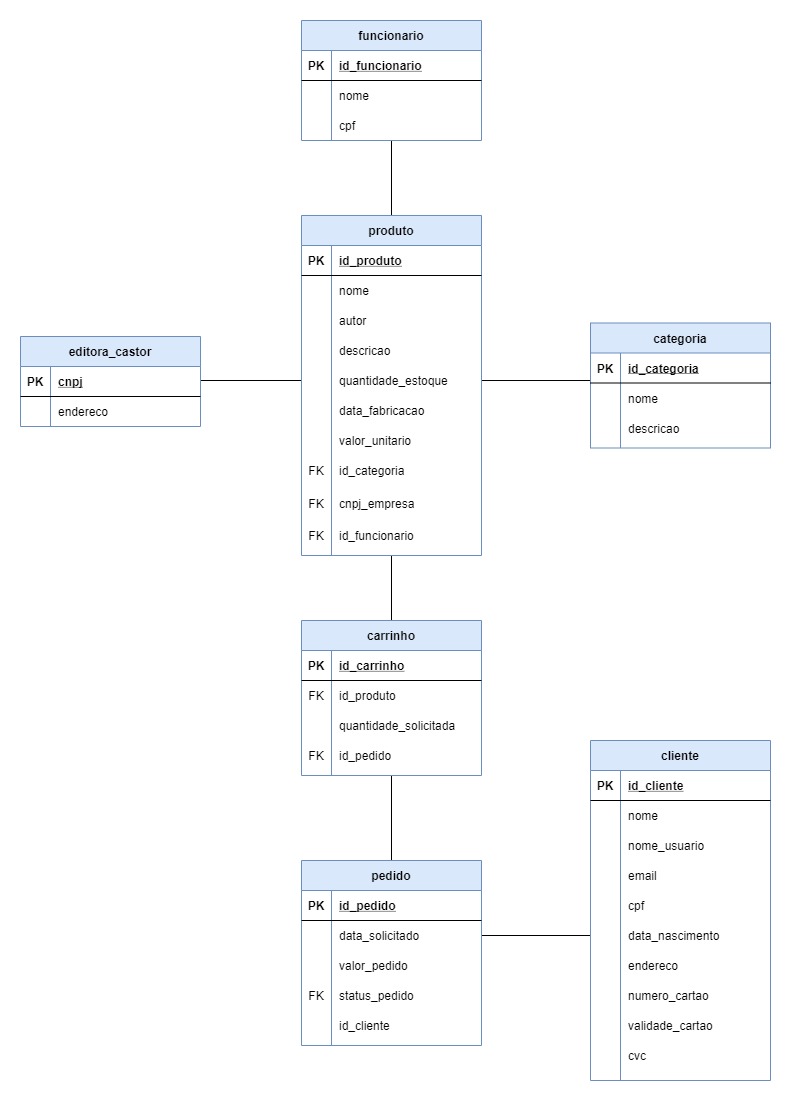 funcionario
PK id_funcionario
nome
cpf
produto
PK id_produto
nome
autor
descricao
quantidade_estoque
data_fabricacao
valor_unitario
FK id_categoria
FK cnpj_empresa
FK id_funcionario
editora_castor
PK cnpj
endereco
categoria
PK id_categoria
nome
descricao
carrinho
PK id_carrinho
FK id_produto
quantidade_solicitada
FK id_pedido
cliente
PK id_cliente
nome
nome_usuario
email
cpf
data_nascimento
endereco
numero_cartao
validade_cartao
cvc
pedido
PK id_pedido
data_solicitado
valor_pedido
FK status_pedido
id_cliente